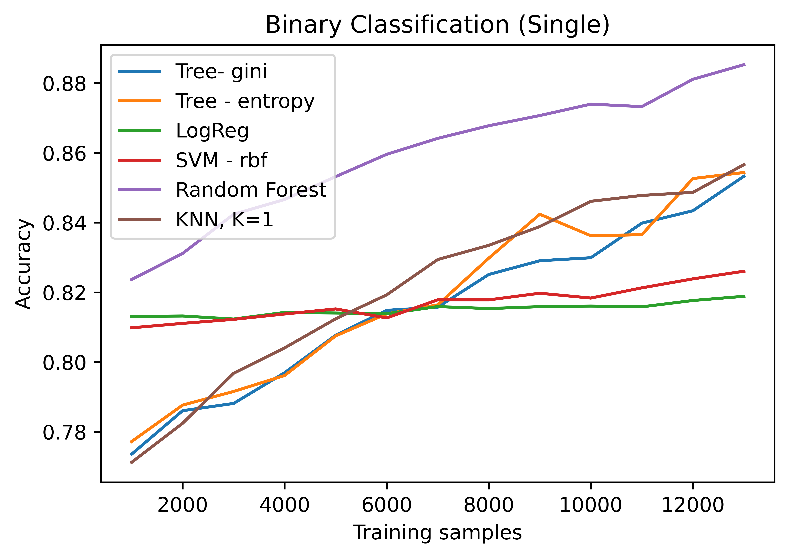 Binary Classification (Single)
Tree- gini
Tree - entropy
LogReg
SVM - rbf
Random Forest
KNN, K=1
Accuracy
0.88
0.86
0.84
0.82
0.80
0.78
2000 4000 6000 8000 10000 12000
Training samples